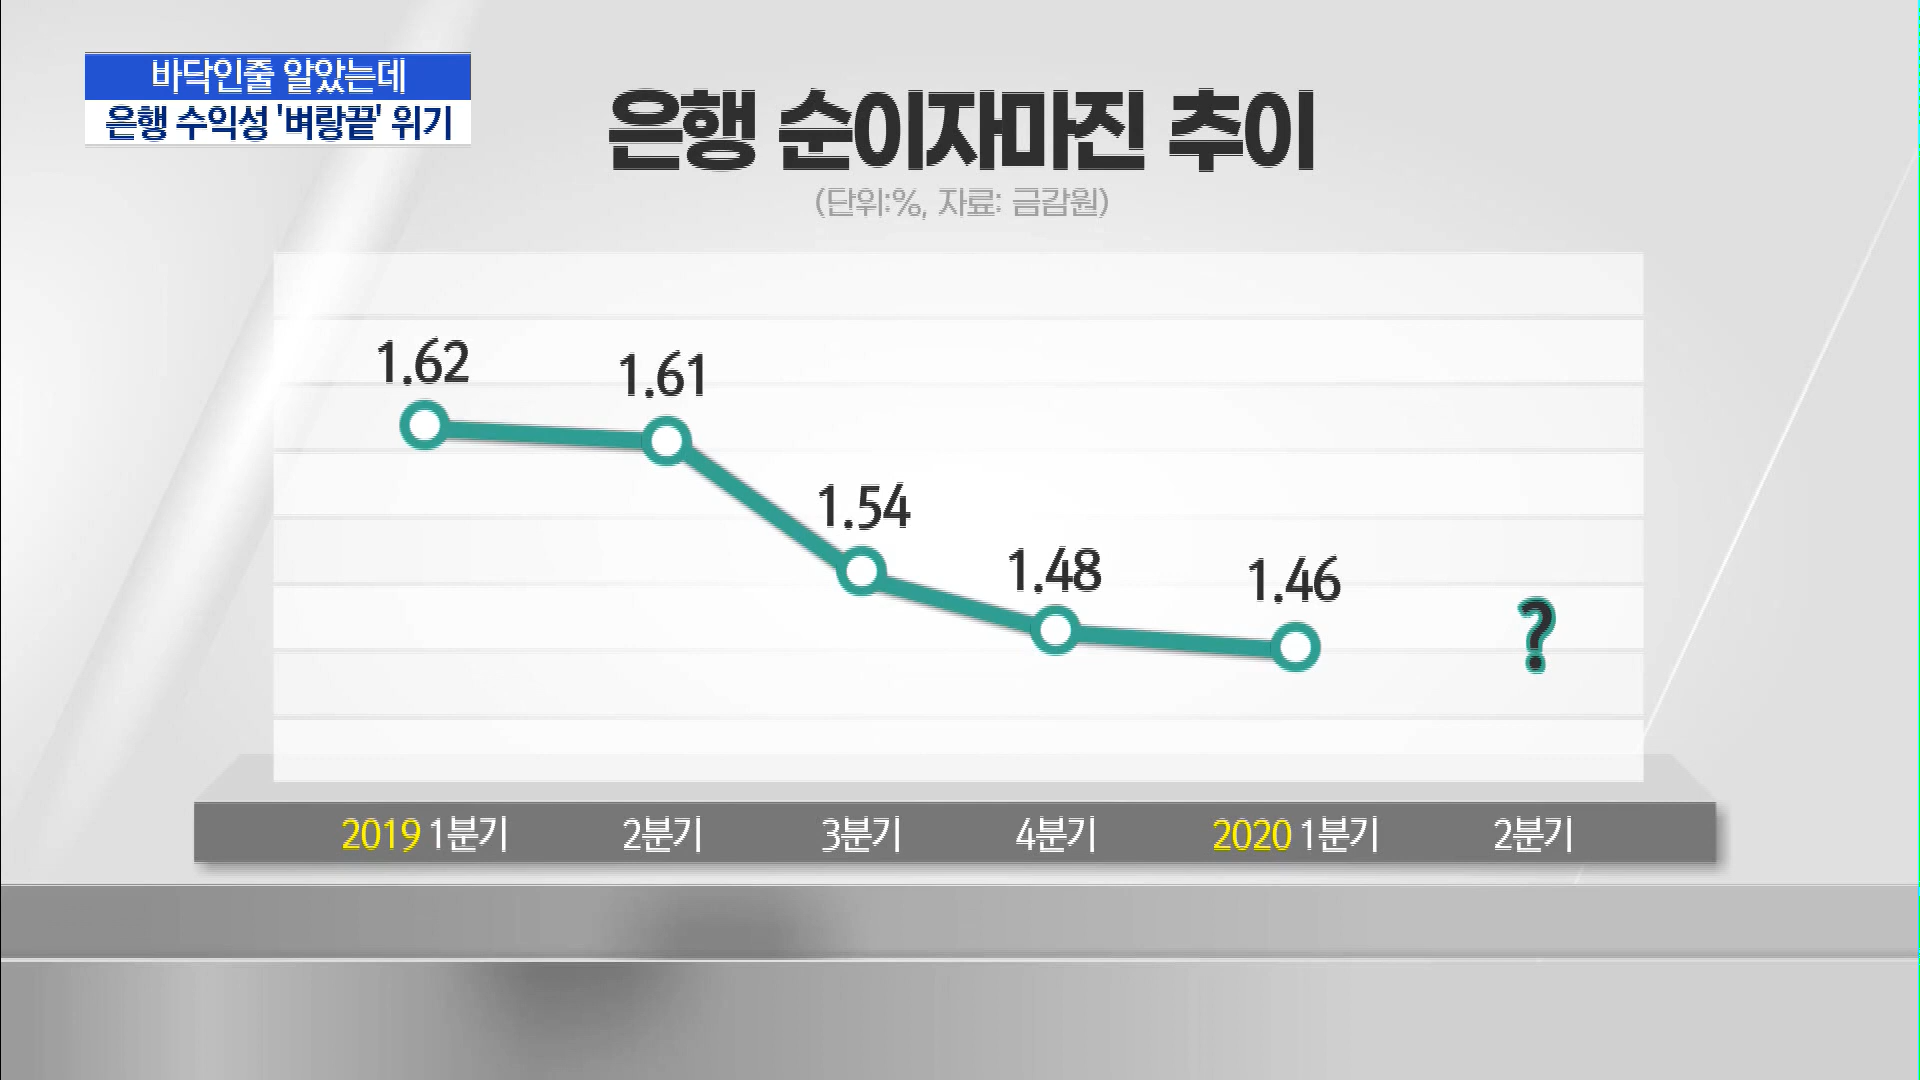 바닥인줄 알았는데
은행 수익성 '벼랑끝' 위기
은행 순이자마진 추이
(단위:%, 자료: 금감원)
1.62
1.61
1.54
1.48
1.46
?
2019 1분기 2분기 3분기 4분기 2020 1분기 2분기